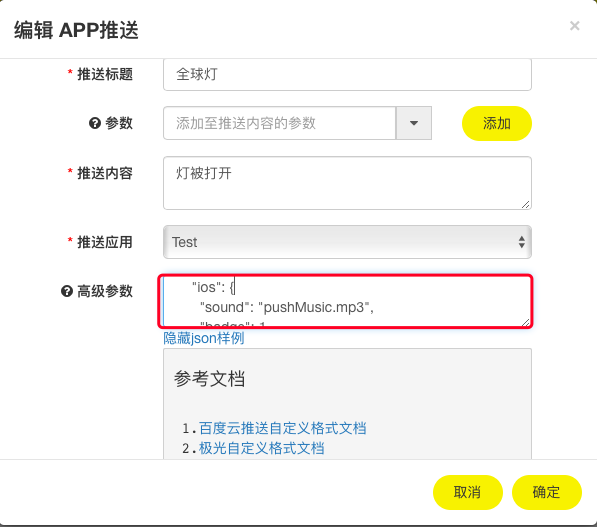 编辑 APP推送
×
* 推送标题
全球灯
参数
添加至推送内容的参数
添加
* 推送内容
灯被打开
* 推送应用
Test
高级参数
"ios": {
"sound": "pushMusic.mp3",
"badge": 1
隐藏json样例
参考文档
1.百度云推送自定义格式文档
2.极光自定义格式文档
取消
确定